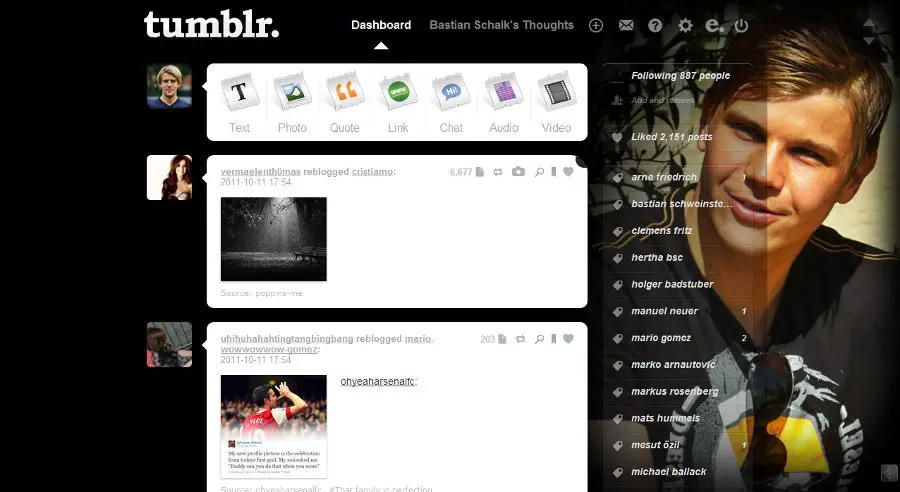 tumblr.
Dashboard
Bastian Schalk's Thoughts
Text
Photo
Quote
Link
Chat
Audio
Video
vermaelenth0mas reblogged cristiamo:
6,677
2011-10-11 17:54
Source: poppins-me
uhihuhahahtingtangbingbang reblogged mario-
wowwowwow-gomez:
203
2011-10-11 17:54
ohyeaharsenalfc:
My new profile picture is the celebration
from todays first goal. My son asked me
"Daddy can you do that when you score"
Source: ohyeaharsenalfc #That family is perfection
Following 887 people
Add and remove
Liked 2,151 posts
arne friedrich 1
bastian schweinste...
clemens fritz
hertha bsc
holger badstuber
manuel neuer 1
mario gomez 2
marko arnautovic
markus rosenberg
mats hummels
mesut özil 1
michael ballack